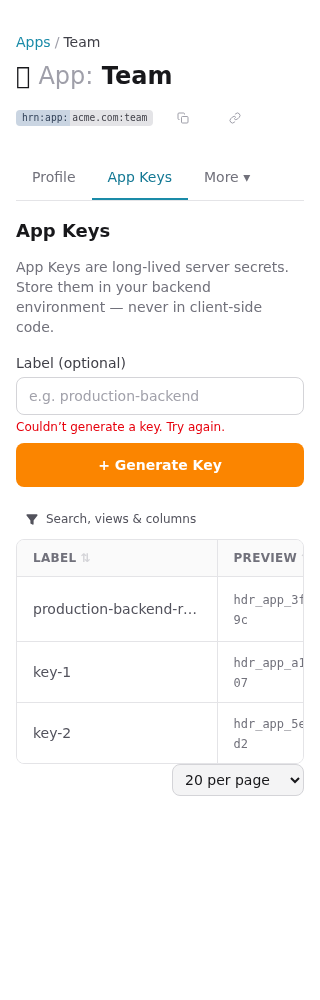 Apps / Team
App: Team
hrn:app: acme.com:team
Profile
App Keys
More ▾
App Keys
App Keys are long-lived server secrets.
Store them in your backend
environment — never in client-side
code.
Label (optional)
e.g. production-backend
Couldn’t generate a key. Try again.
+ Generate Key
Search, views & columns
LABEL ⇅ PREVIEW
production-backend-r… hdr_app_3f
9c
key-1 hdr_app_a1
07
key-2 hdr_app_5e
d2
20 per page